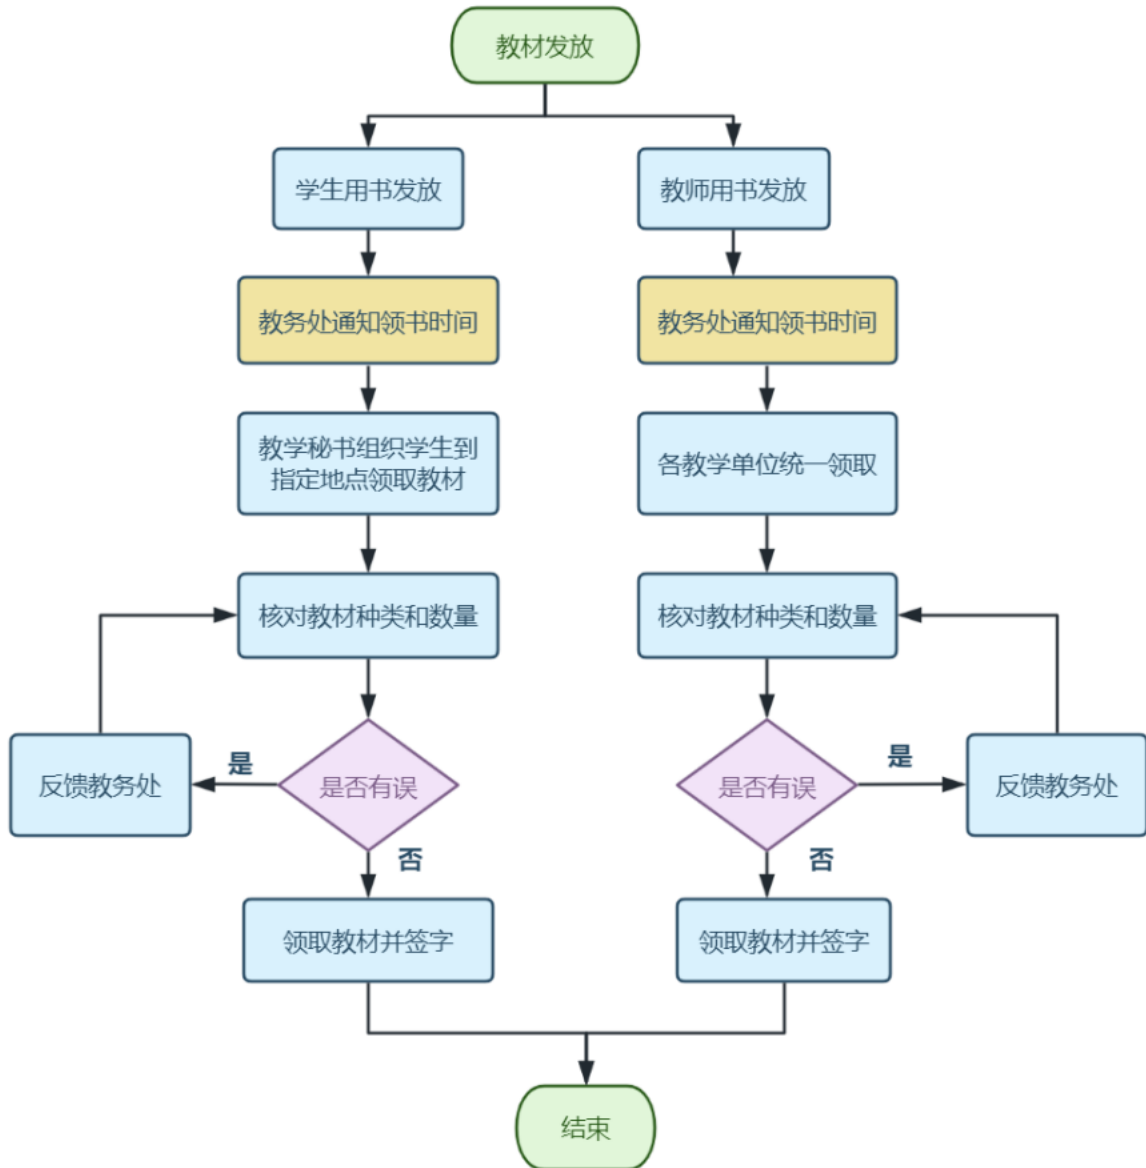 教材发放
学生用书发放
教师用书发放
教务处通知领书时间
教务处通知领书时间
教学秘书组织学生到
指定地点领取教材
各教学单位统一领取
核对教材种类和数量
核对教材种类和数量
反馈教务处
是
是否有误
是否有误
是
反馈教务处
否
否
领取教材并签字
领取教材并签字
结束